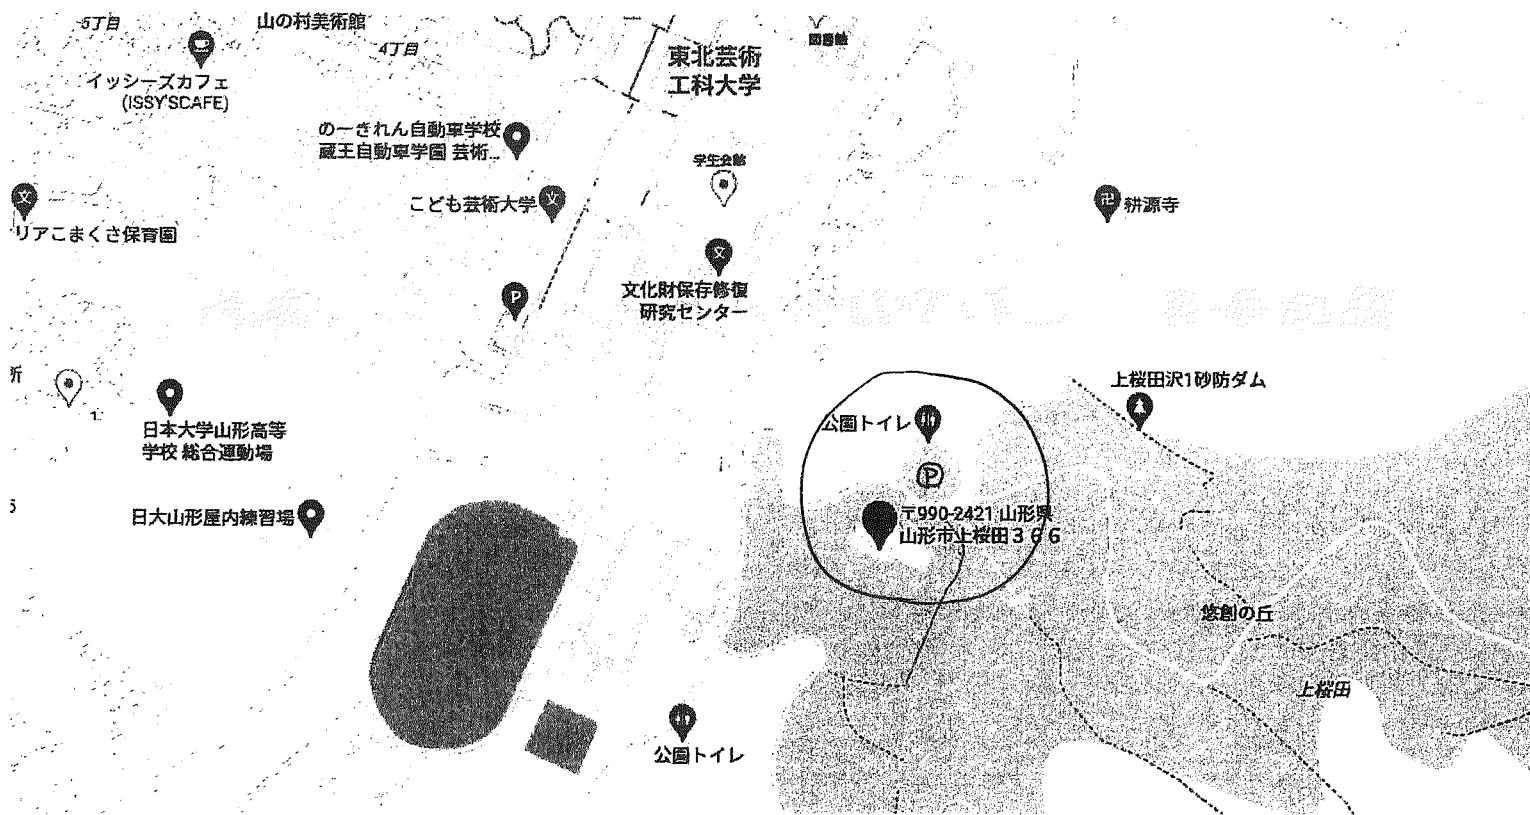 5丁目
山の村美術館
4丁目
図書館
イッシーズカフェ
(ISSY'SCAFE)
東北芸術
工科大学
のーきれん自動車学校
蔵王自動車学園 芸術...
学生会館
こども芸術大学
耕源寺
リアこまくさ保育園
文化財保存修復
研究センター
P
所
上桜田沢1砂防ダム
公園トイレ
日本大学山形高等
学校 総合運動場
P
日大山形屋内練習場
〒990-2421 山形県
山形市上桜田366
悠創の丘
上桜田
公園トイレ